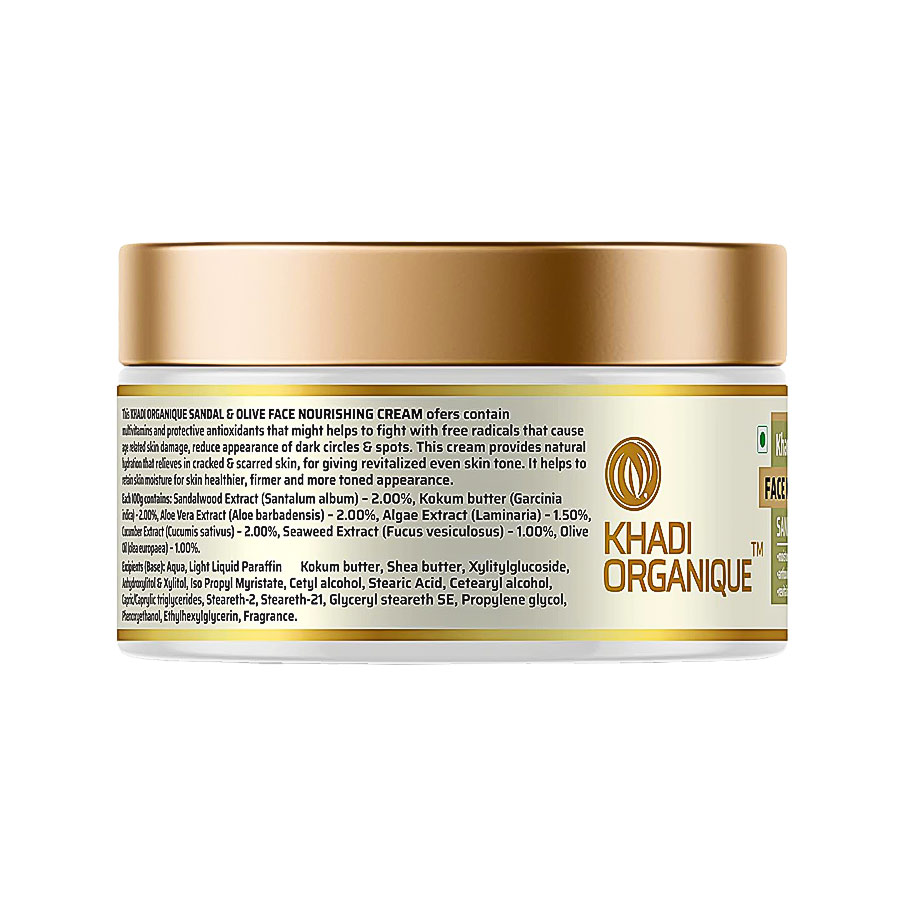 This KHADI ORGANIQUE SANDAL & OLIVE FACE NOURISHING CREAM ofers contain
multivitamins and protective antioxidants that might helps to fight with free radicals that cause
age related skin damage, reduce appearance of dark circles & spots. This cream provides natural
hydration that relieves in cracked & scarred skin, for giving revitalized even skin tone. It helps to
retain skin moisture for skin healthier, firmer and more toned appearance.
Each 100g contains: Sandalwood Extract (Santalum album) – 2.00%, Kokum butter (Garcinia
indica) - 2.00%, Aloe Vera Extract (Aloe barbadensis) – 2.00%, Algae Extract (Laminaria) – 1.50%,
Cucumber Extract (Cucumis sativus) – 2.00%, Seaweed Extract (Fucus vesiculosus) – 1.00%, Olive
Oil (olea europaea) – 1.00%.
Excipients (Base): Aqua, Light Liquid Paraffin Kokum butter, Shea butter, Xylitylglucoside,
Anhydroxylitol & Xylitol, Iso Propyl Myristate, Cetyl alcohol, Stearic Acid, Cetearyl alcohol,
Capric/Caprylic triglycerides, Steareth-2, Steareth-21, Glyceryl steareth SE, Propylene glycol,
Phenoxyethanol, Ethylhexylglycerin, Fragrance.
KHADI
ORGANIQUE™
Kha
FACE
SAN